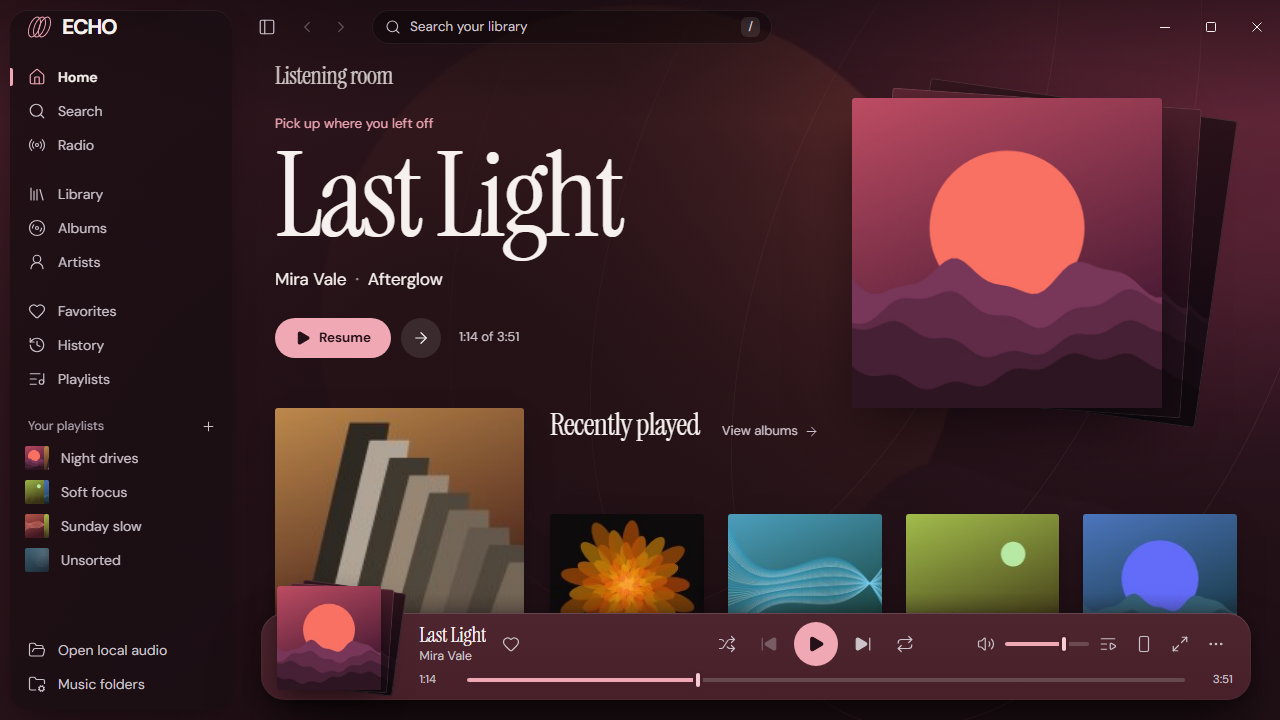 ECHO
Search your library
/
Home
Search
Radio
Library
Albums
Artists
Favorites
History
Playlists
Your playlists
Night drives
Soft focus
Sunday slow
Unsorted
Open local audio
Music folders
Listening room
Pick up where you left off
Last Light
Mira Vale · Afterglow
Resume
1:14 of 3:51
Recently played
View albums
Last Light
Mira Vale
1:14
3:51